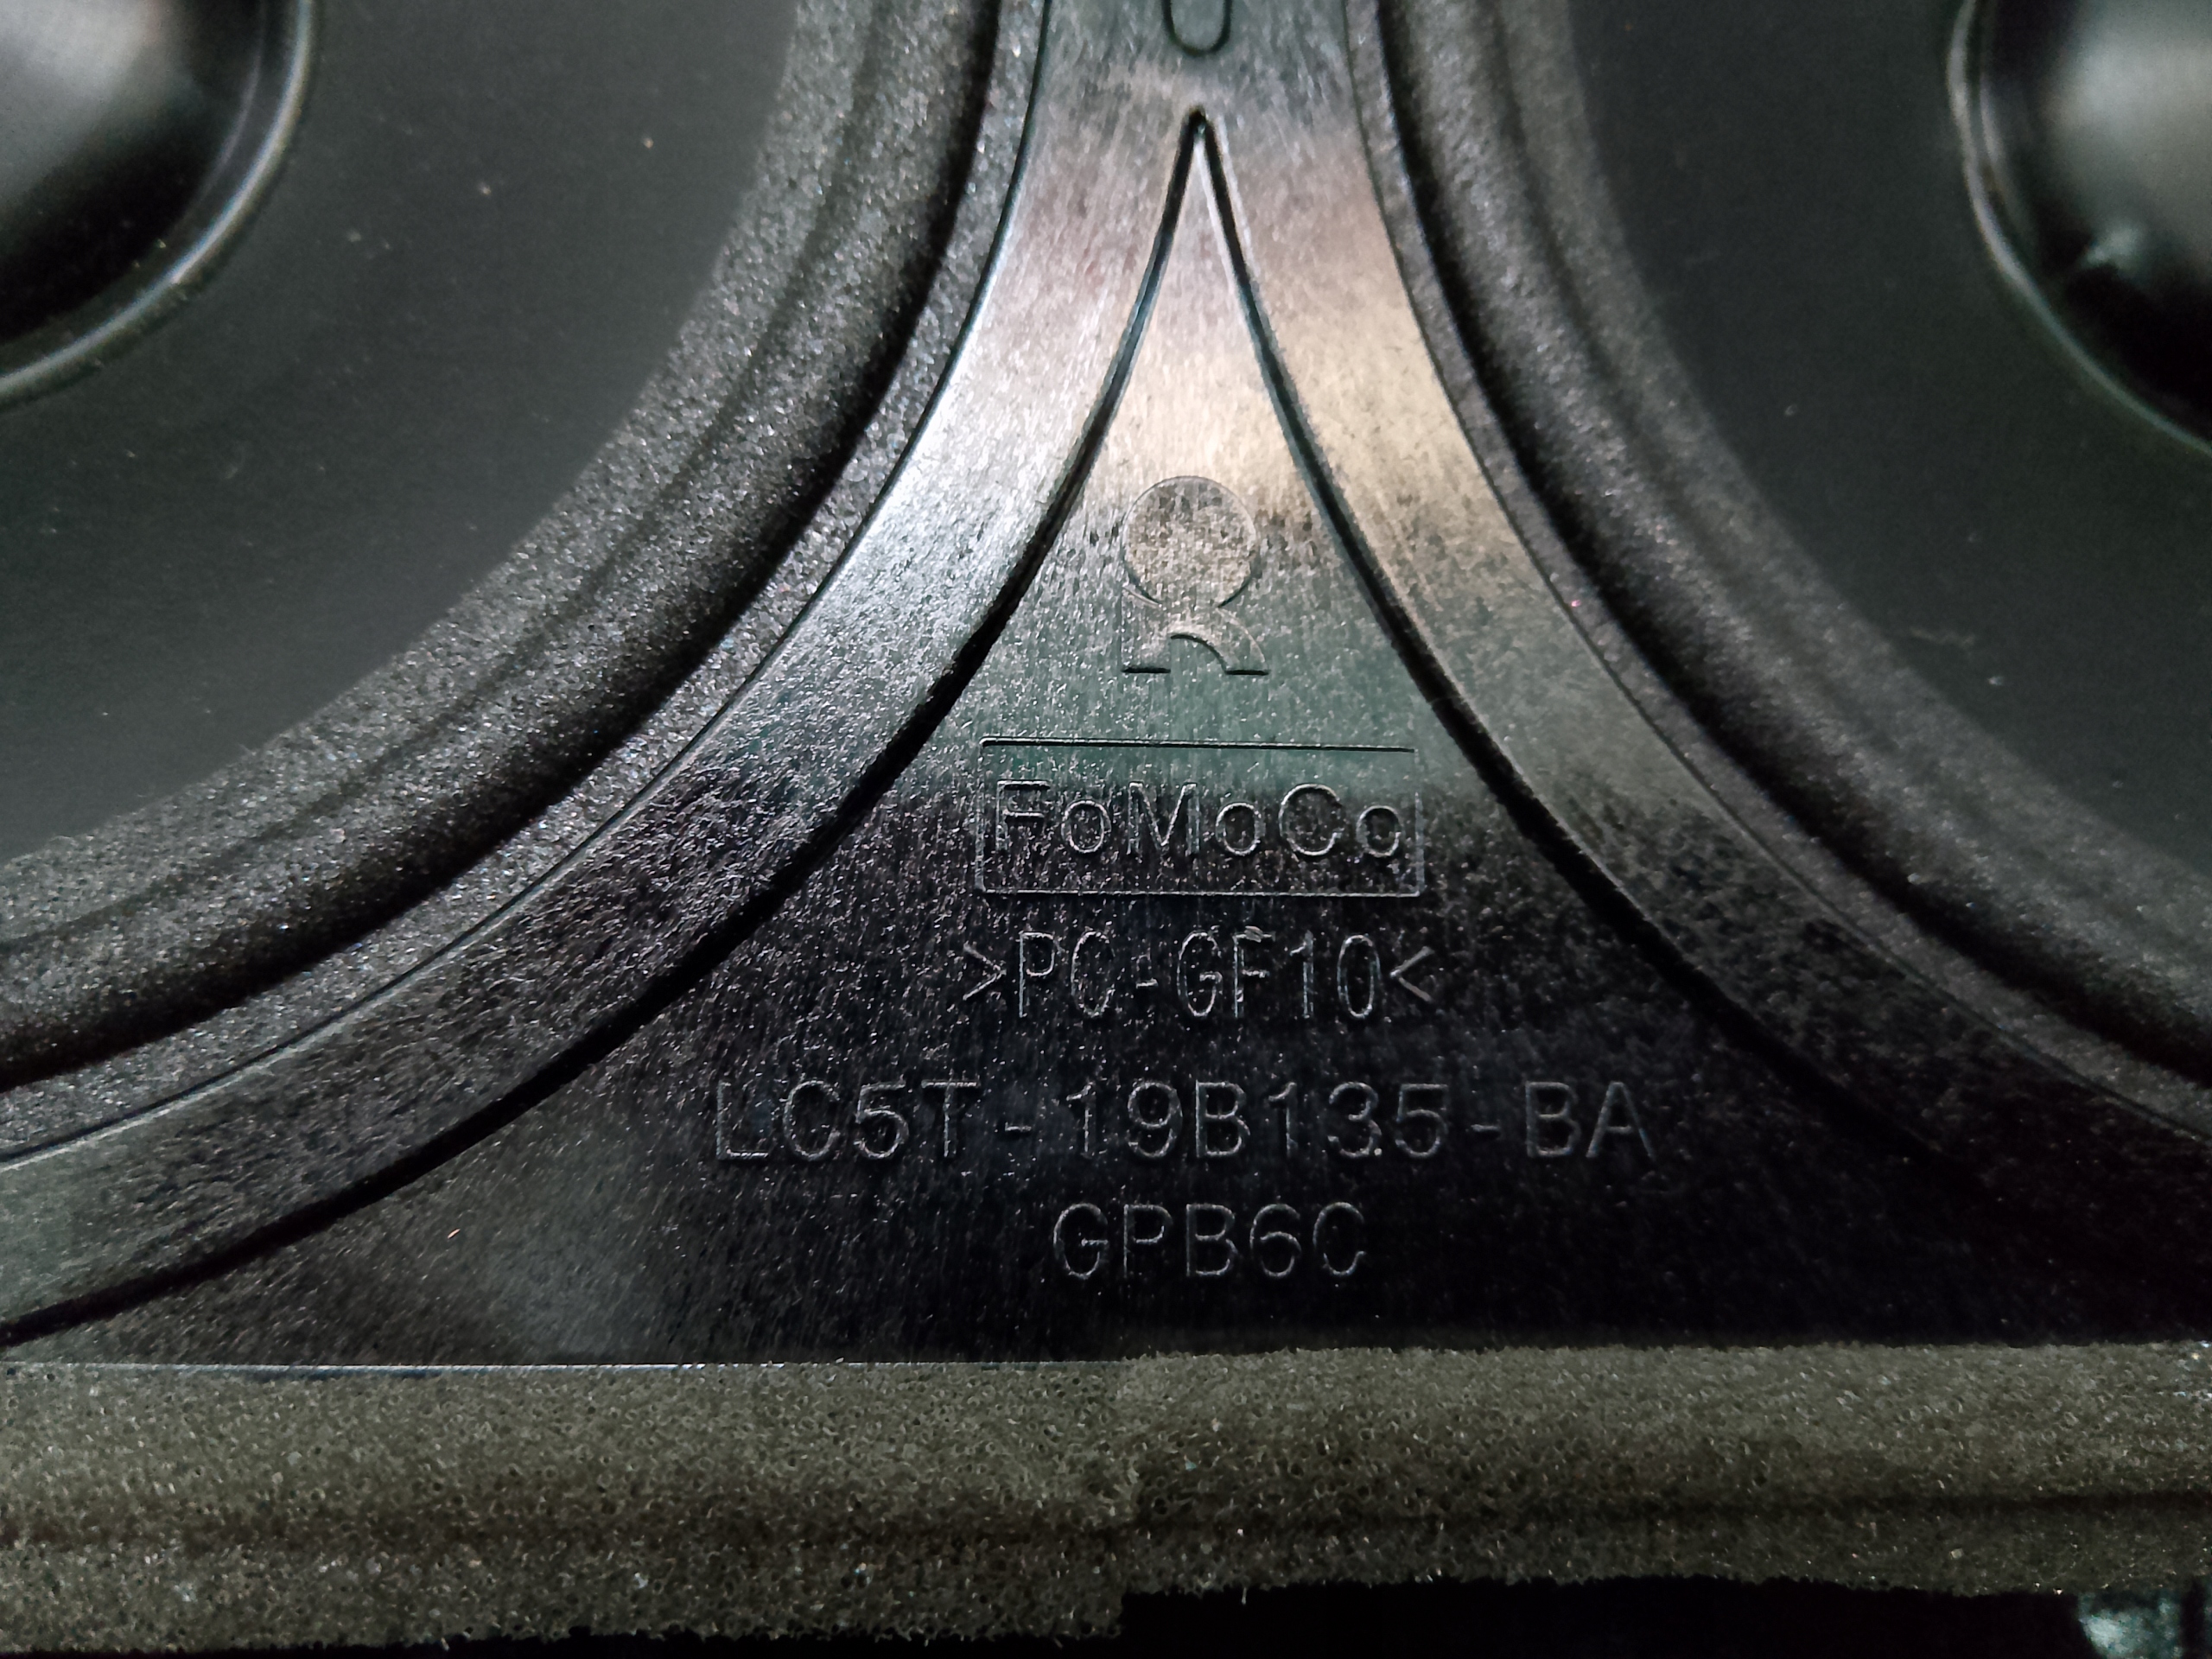 FoMoCo
>PC-GF10<
LC5T-19B135-BA
GPB6C